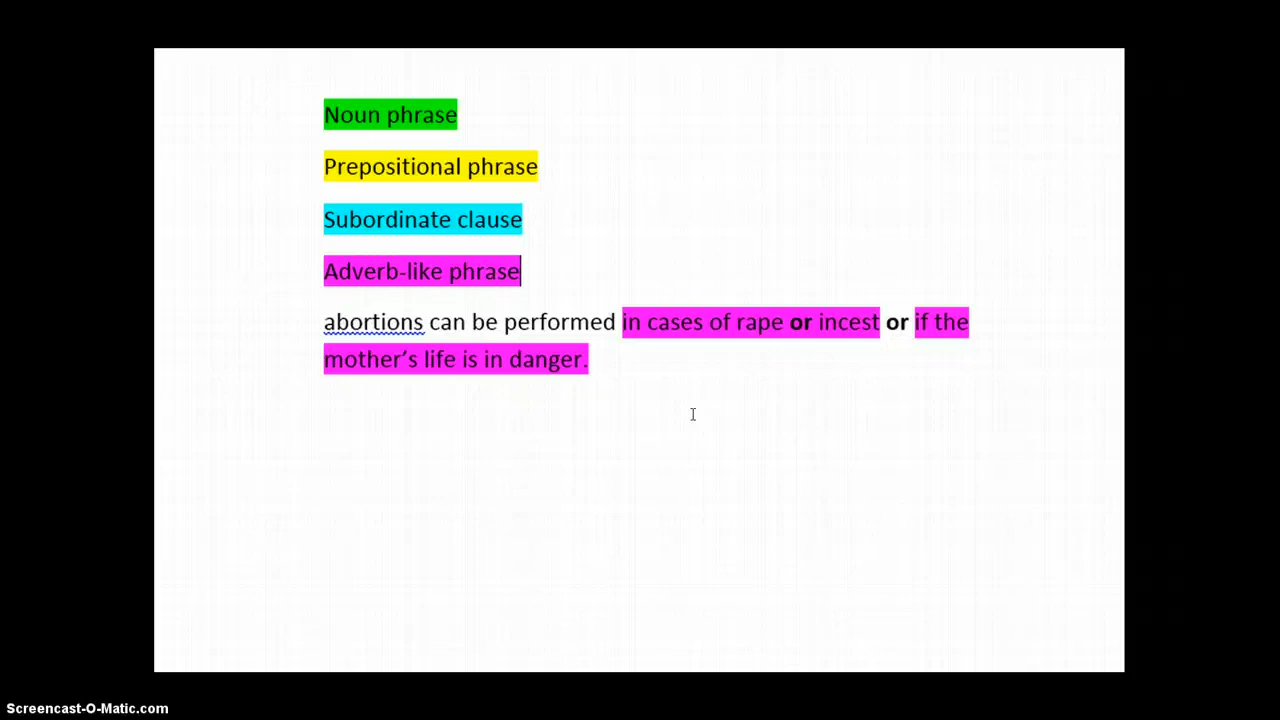 Noun phrase
Prepositional phrase
Subordinate clause
Adverb-like phrase
abortions can be performed in cases of rape or incest or if the
mother’s life is in danger.
Screencast-O-Matic.com